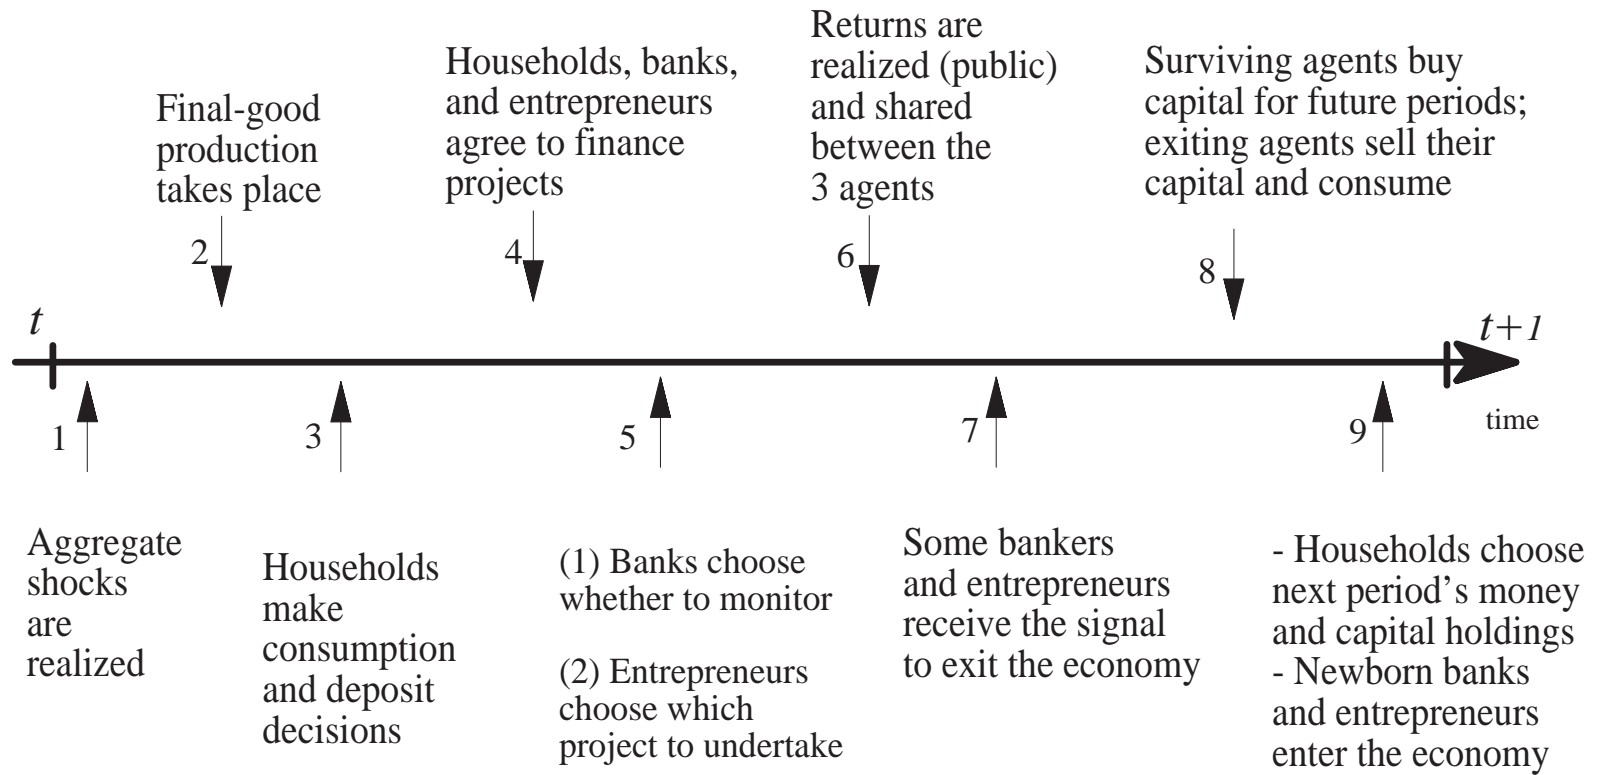 Final-good
production
takes place
2
Households, banks,
and entrepreneurs
agree to finance
projects
4
Returns are
realized (public)
and shared
between the
3 agents
6
Surviving agents buy
capital for future periods;
exiting agents sell their
capital and consume
8
t
t+1
time
1
Aggregate
shocks
are
realized
3
Households
make
consumption
and deposit
decisions
5
(1) Banks choose
whether to monitor
(2) Entrepreneurs
choose which
project to undertake
7
Some bankers
and entrepreneurs
receive the signal
to exit the economy
9
- Households choose
next period's money
and capital holdings
- Newborn banks
and entrepreneurs
enter the economy